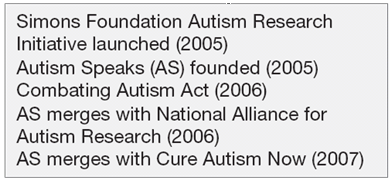 Simons Foundation Autism Research
Initiative launched (2005)
Autism Speaks (AS) founded (2005)
Combating Autism Act (2006)
AS merges with National Alliance for
Autism Research (2006)
AS merges with Cure Autism Now (2007)